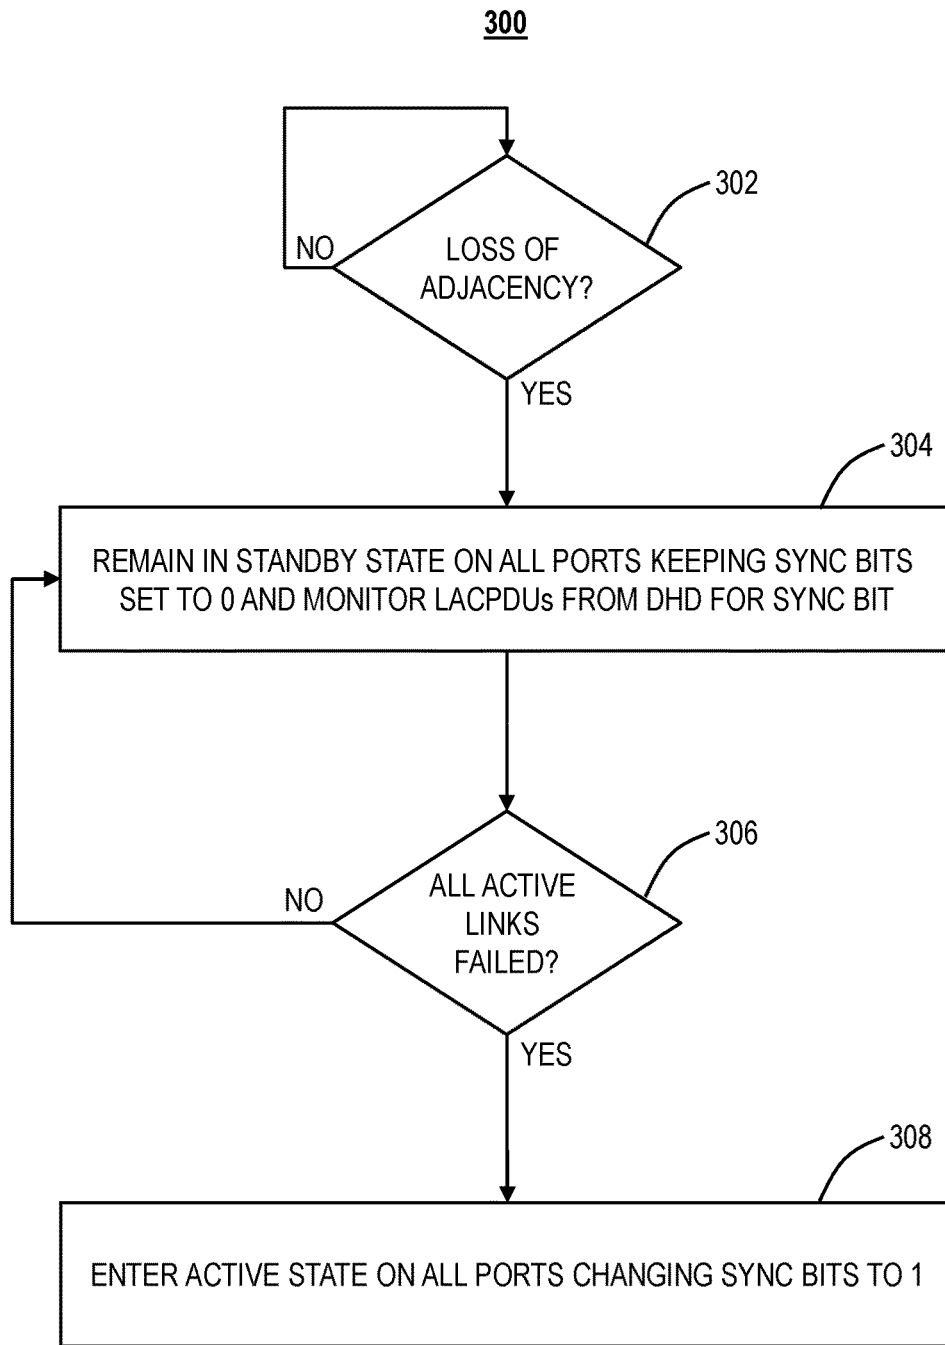 300
302
NO
LOSS OF
ADJACENCY?
YES
304
REMAIN IN STANDBY STATE ON ALL PORTS KEEPING SYNC BITS
SET TO 0 AND MONITOR LACPDUs FROM DHD FOR SYNC BIT
306
NO
ALL ACTIVE
LINKS
FAILED?
YES
308
ENTER ACTIVE STATE ON ALL PORTS CHANGING SYNC BITS TO 1